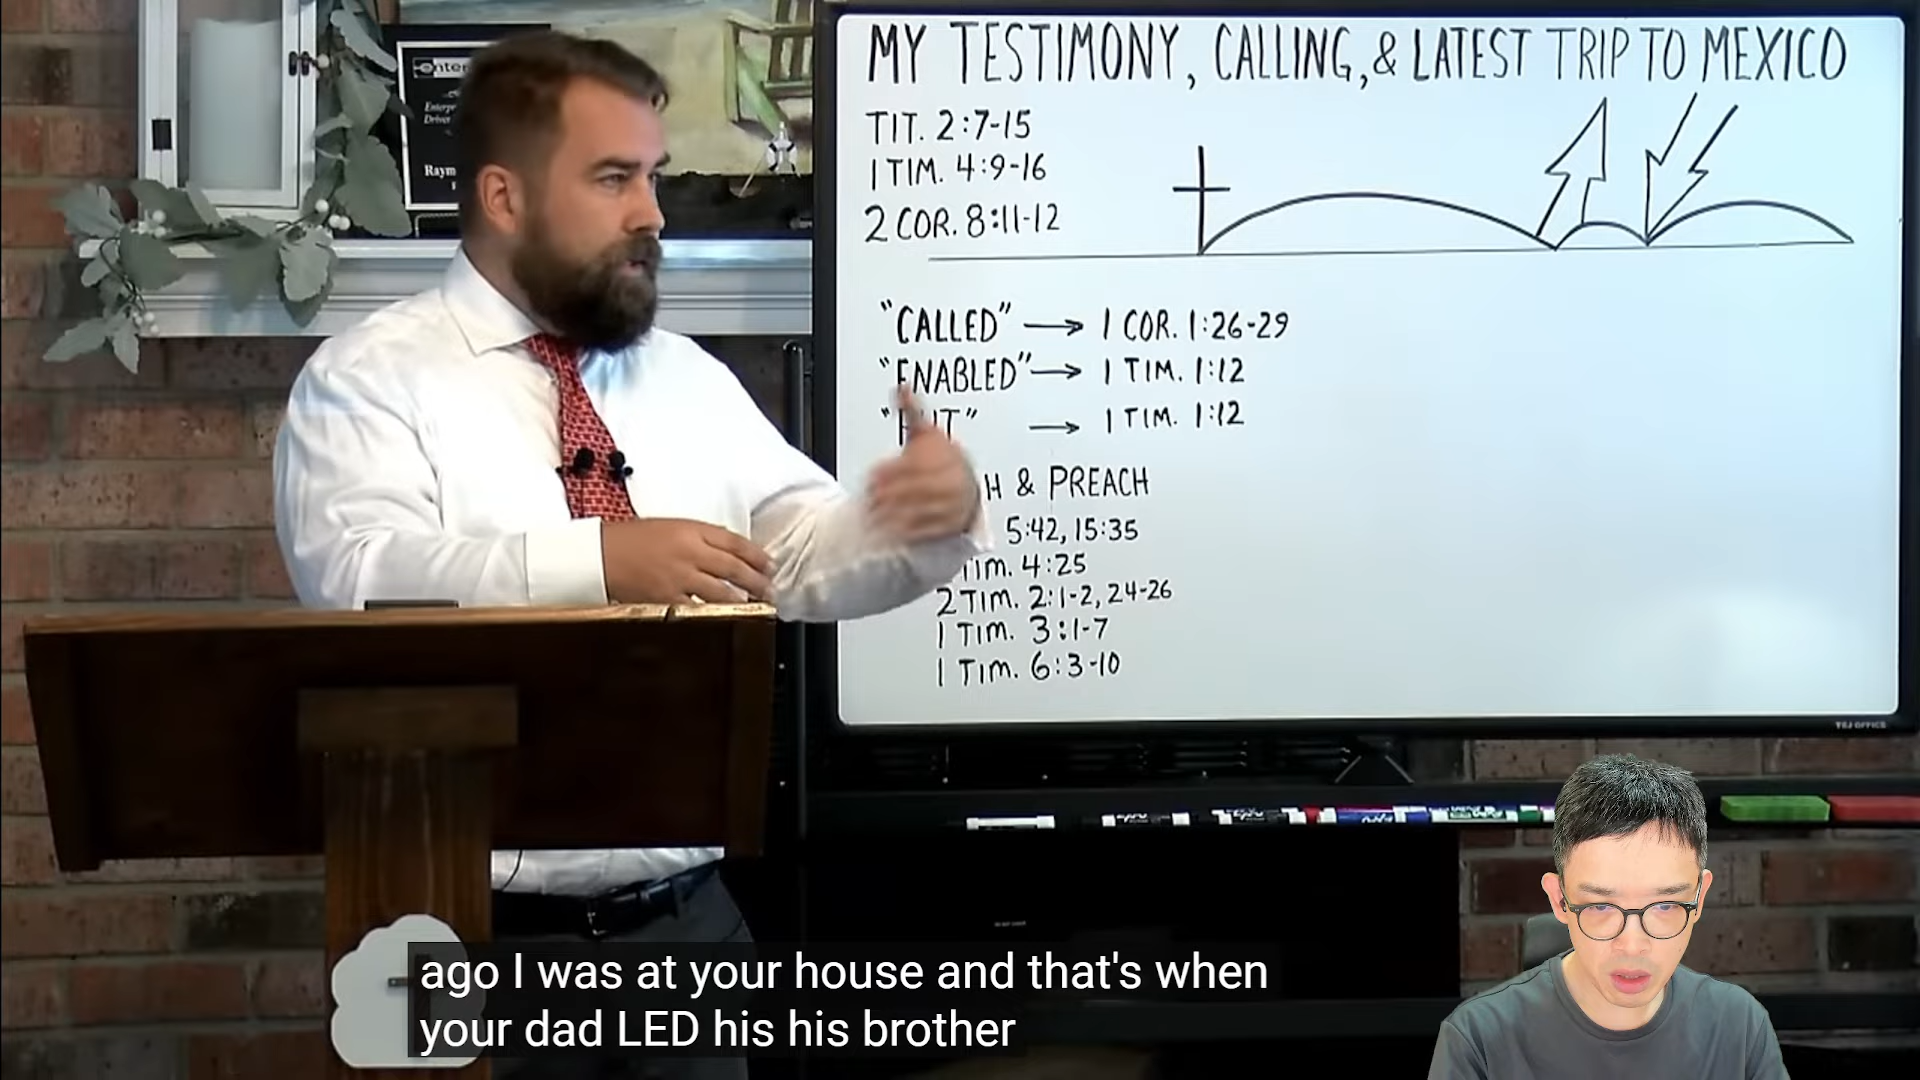 MY TESTIMONY, CALLING, & LATEST TRIP TO MEXICO
TIT. 2:7-15
1 TIM. 4:9-16
2 COR. 8:11-12
"CALLED" → 1 COR. 1:26-29
"ENABLED" → 1 TIM. 1:12
→ 1 TIM. 1:12
& PREACH
5:42, 15:35
TIM. 4:25
2 TIM. 2:1-2, 24-26
1 TIM. 3:1-7
1 TIM. 6:3-10
ago I was at your house and that's when
your dad LED his his brother